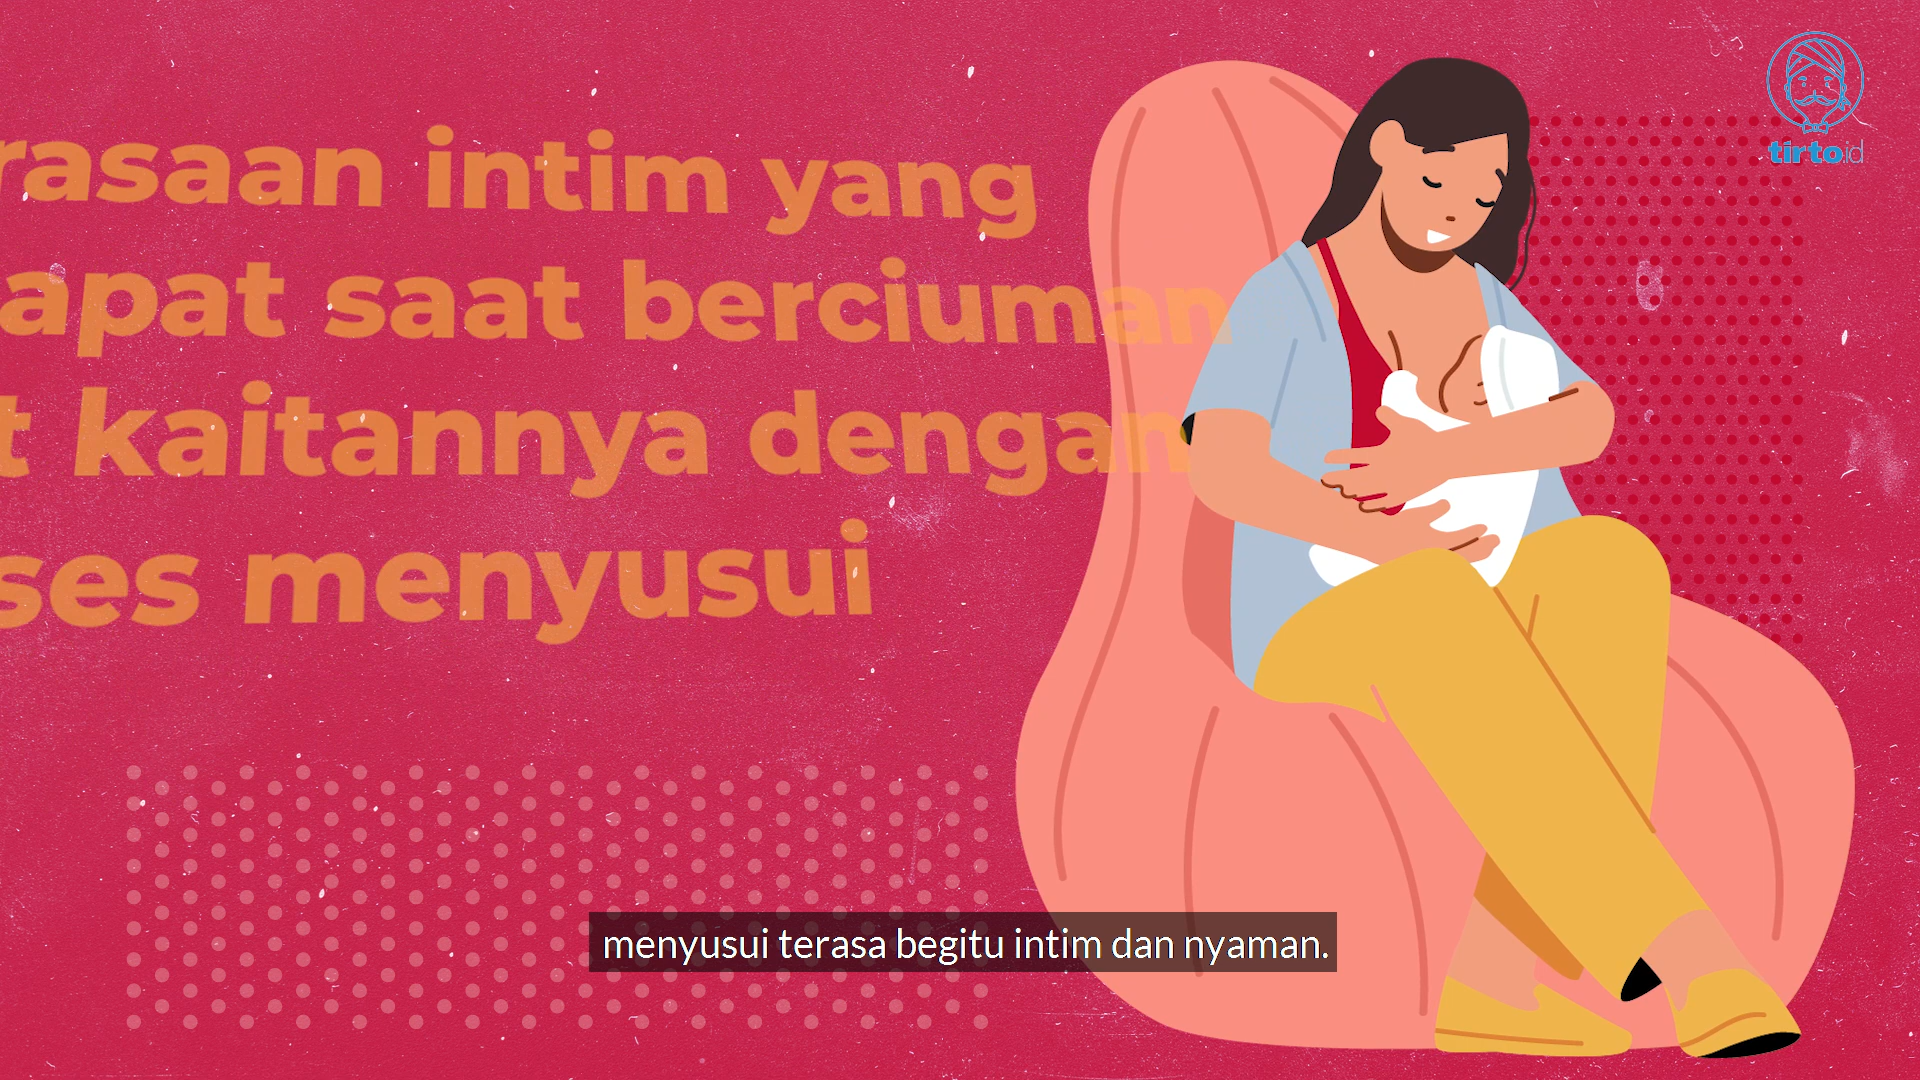 rasaan intim yang
apat saat berciuman
t kaitannya dengan
ses menyusui
tirto.id
menyusui terasa begitu intim dan nyaman.